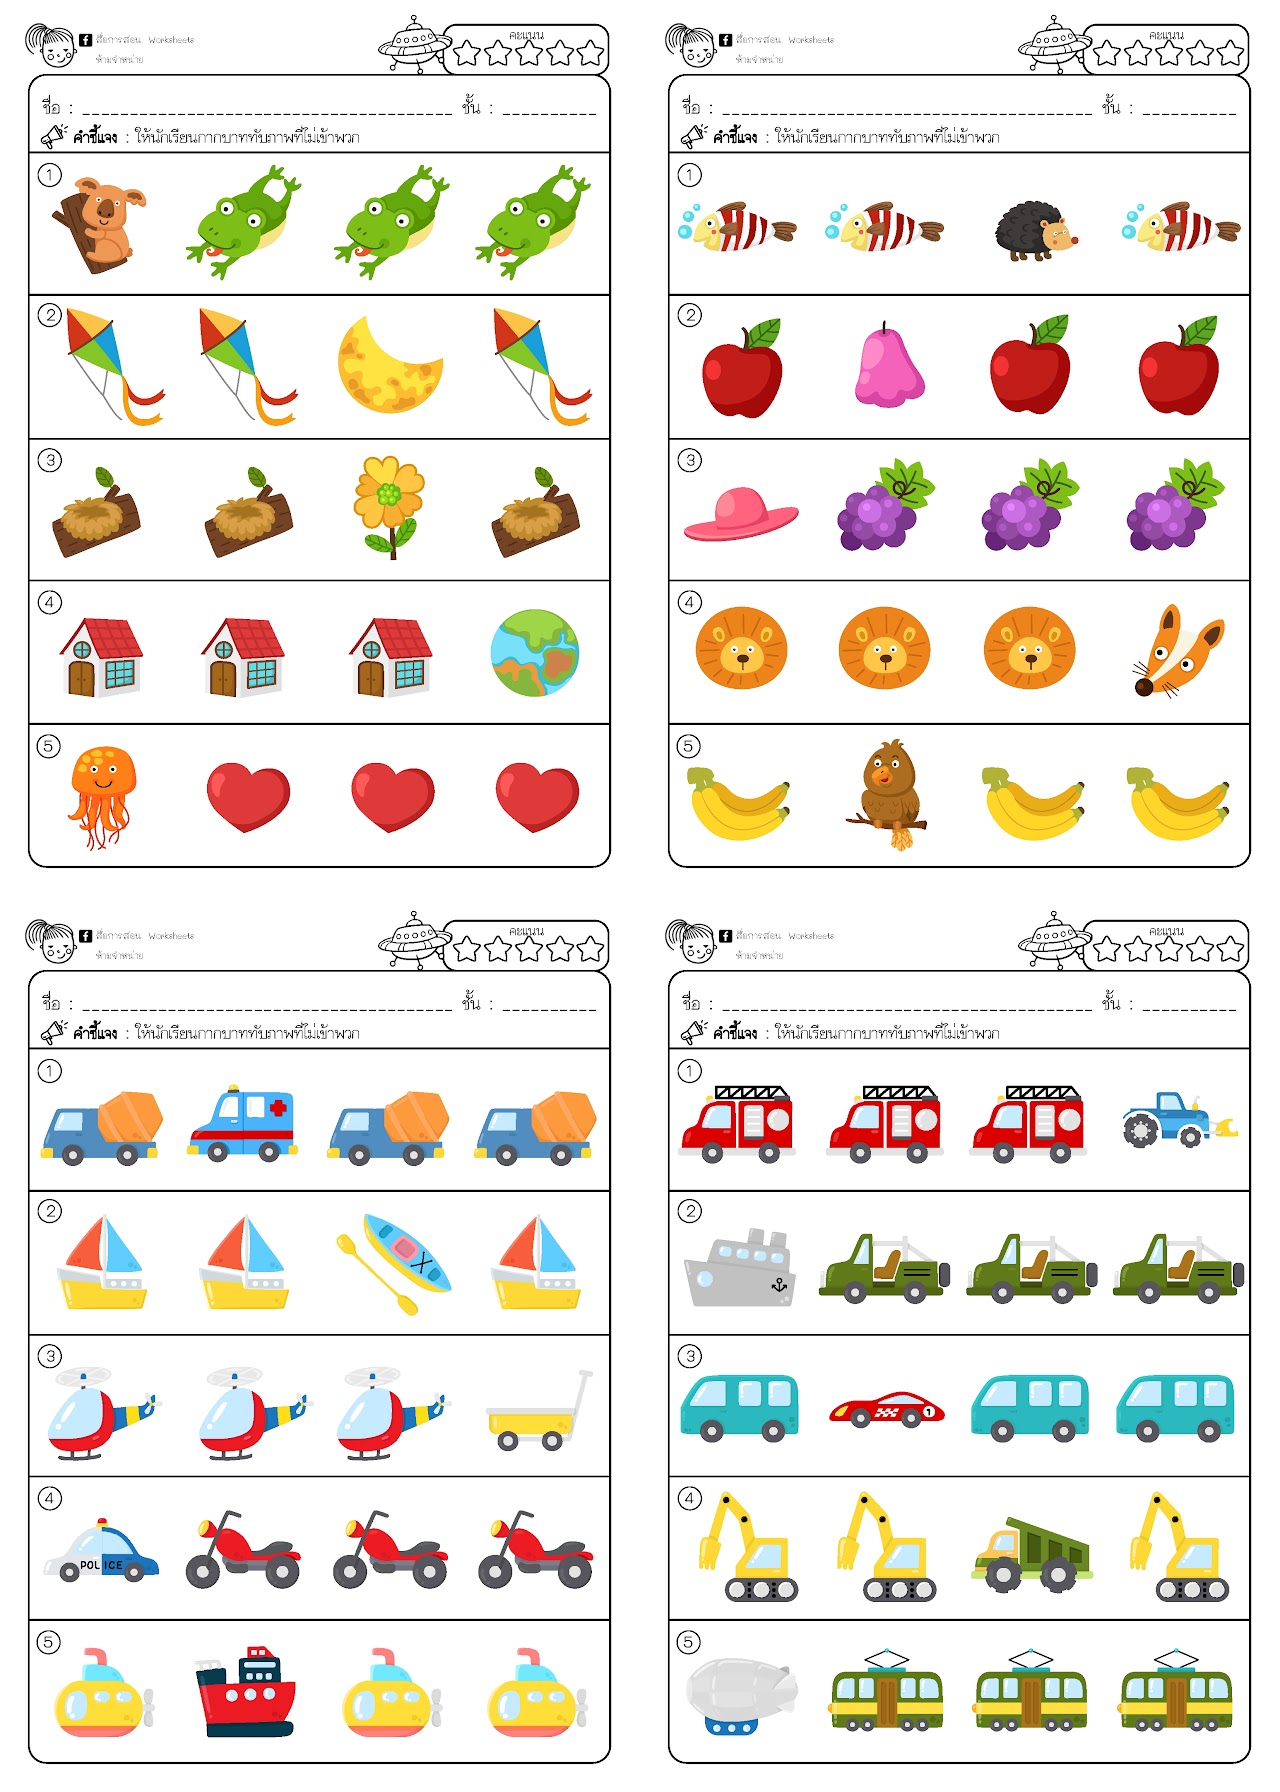 สื่อการสอน Worksheets
ห้ามจำหน่าย
คะแนน
ชื่อ : ชั้น :
คำชี้แจง : ให้นักเรียนกากบาททับภาพที่ไม่เข้าพวก
1
2
3
4
5
สื่อการสอน Worksheets
ห้ามจำหน่าย
คะแนน
ชื่อ : ชั้น :
คำชี้แจง : ให้นักเรียนกากบาททับภาพที่ไม่เข้าพวก
1
2
3
4
5
สื่อการสอน Worksheets
ห้ามจำหน่าย
คะแนน
ชื่อ : ชั้น :
คำชี้แจง : ให้นักเรียนกากบาททับภาพที่ไม่เข้าพวก
1
2
3
4
POLICE
5
สื่อการสอน Worksheets
ห้ามจำหน่าย
คะแนน
ชื่อ : ชั้น :
คำชี้แจง : ให้นักเรียนกากบาททับภาพที่ไม่เข้าพวก
1
2
3
1
4
5